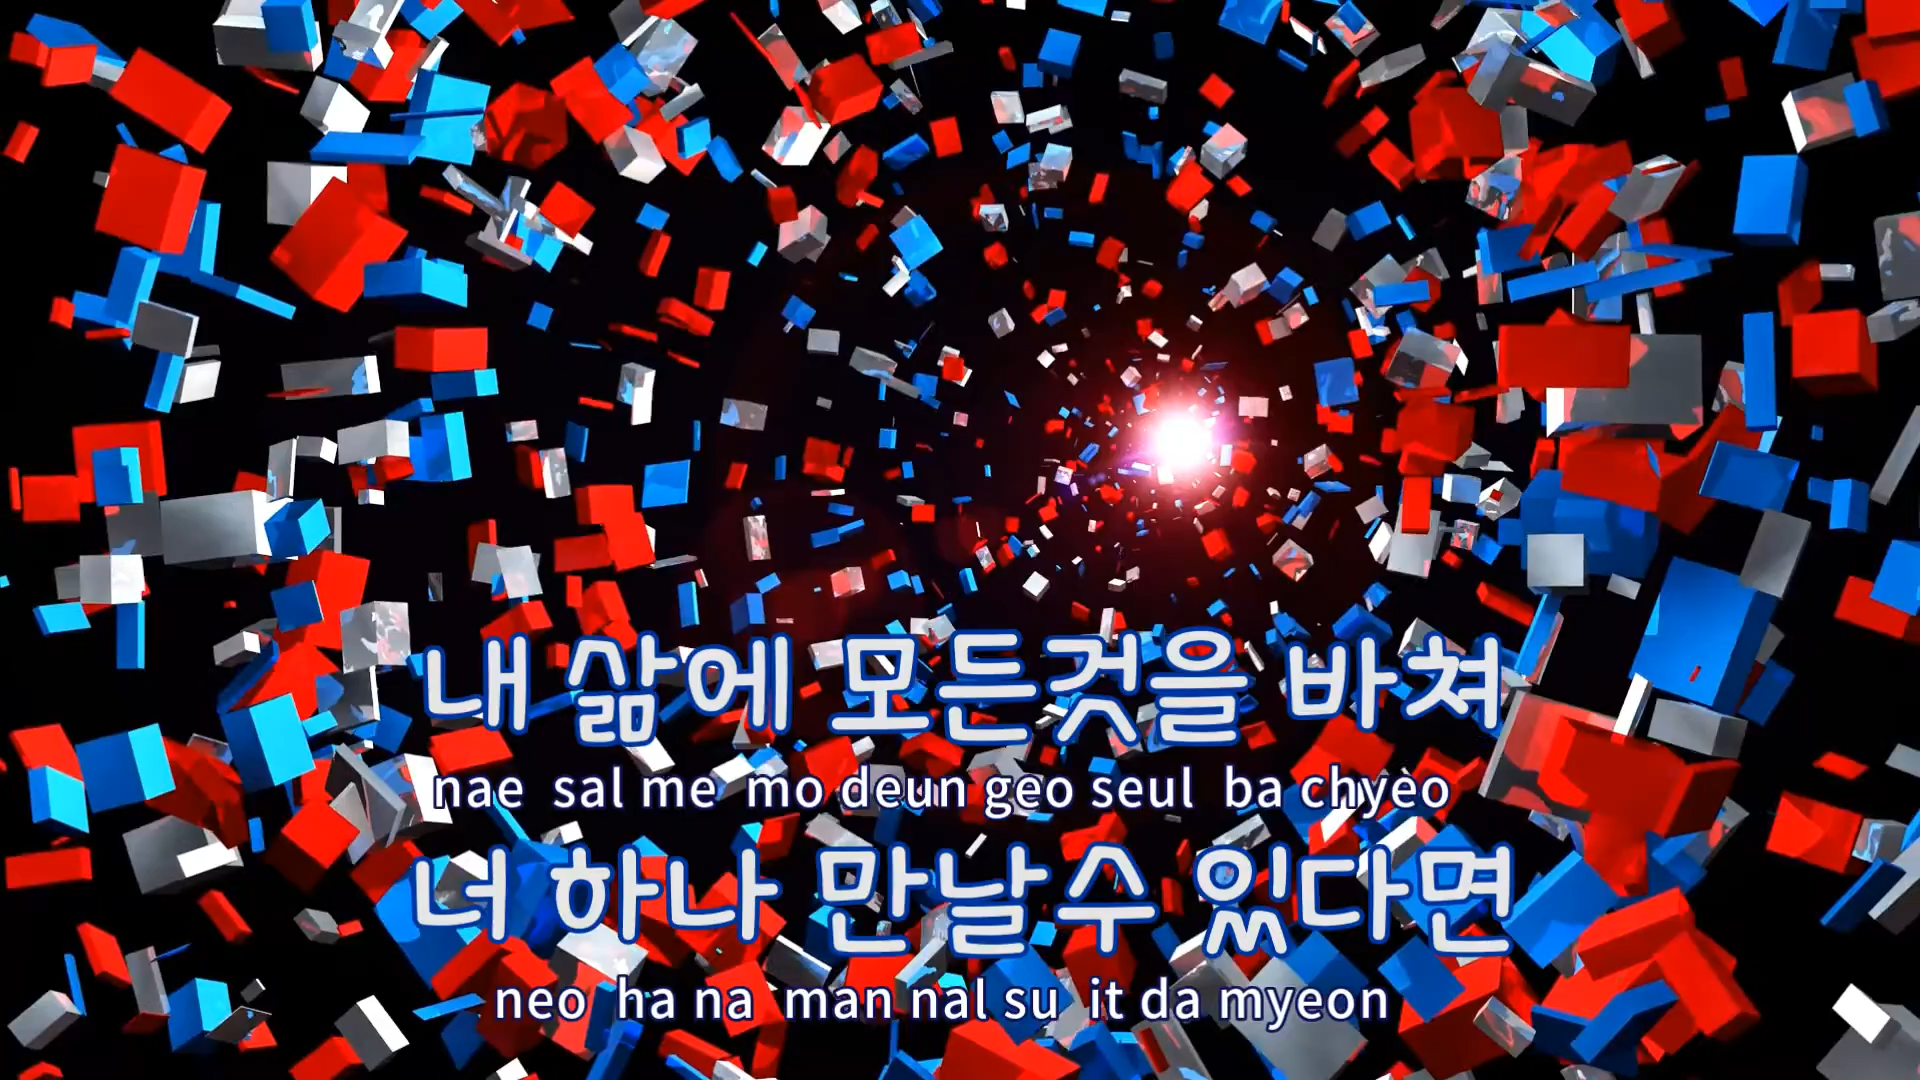 내 삶에 모든것을 바쳐
nae sal me mo deun geo seul ba chyeo
너 하나 만날수 있다면
neo ha na man nal su it da myeon